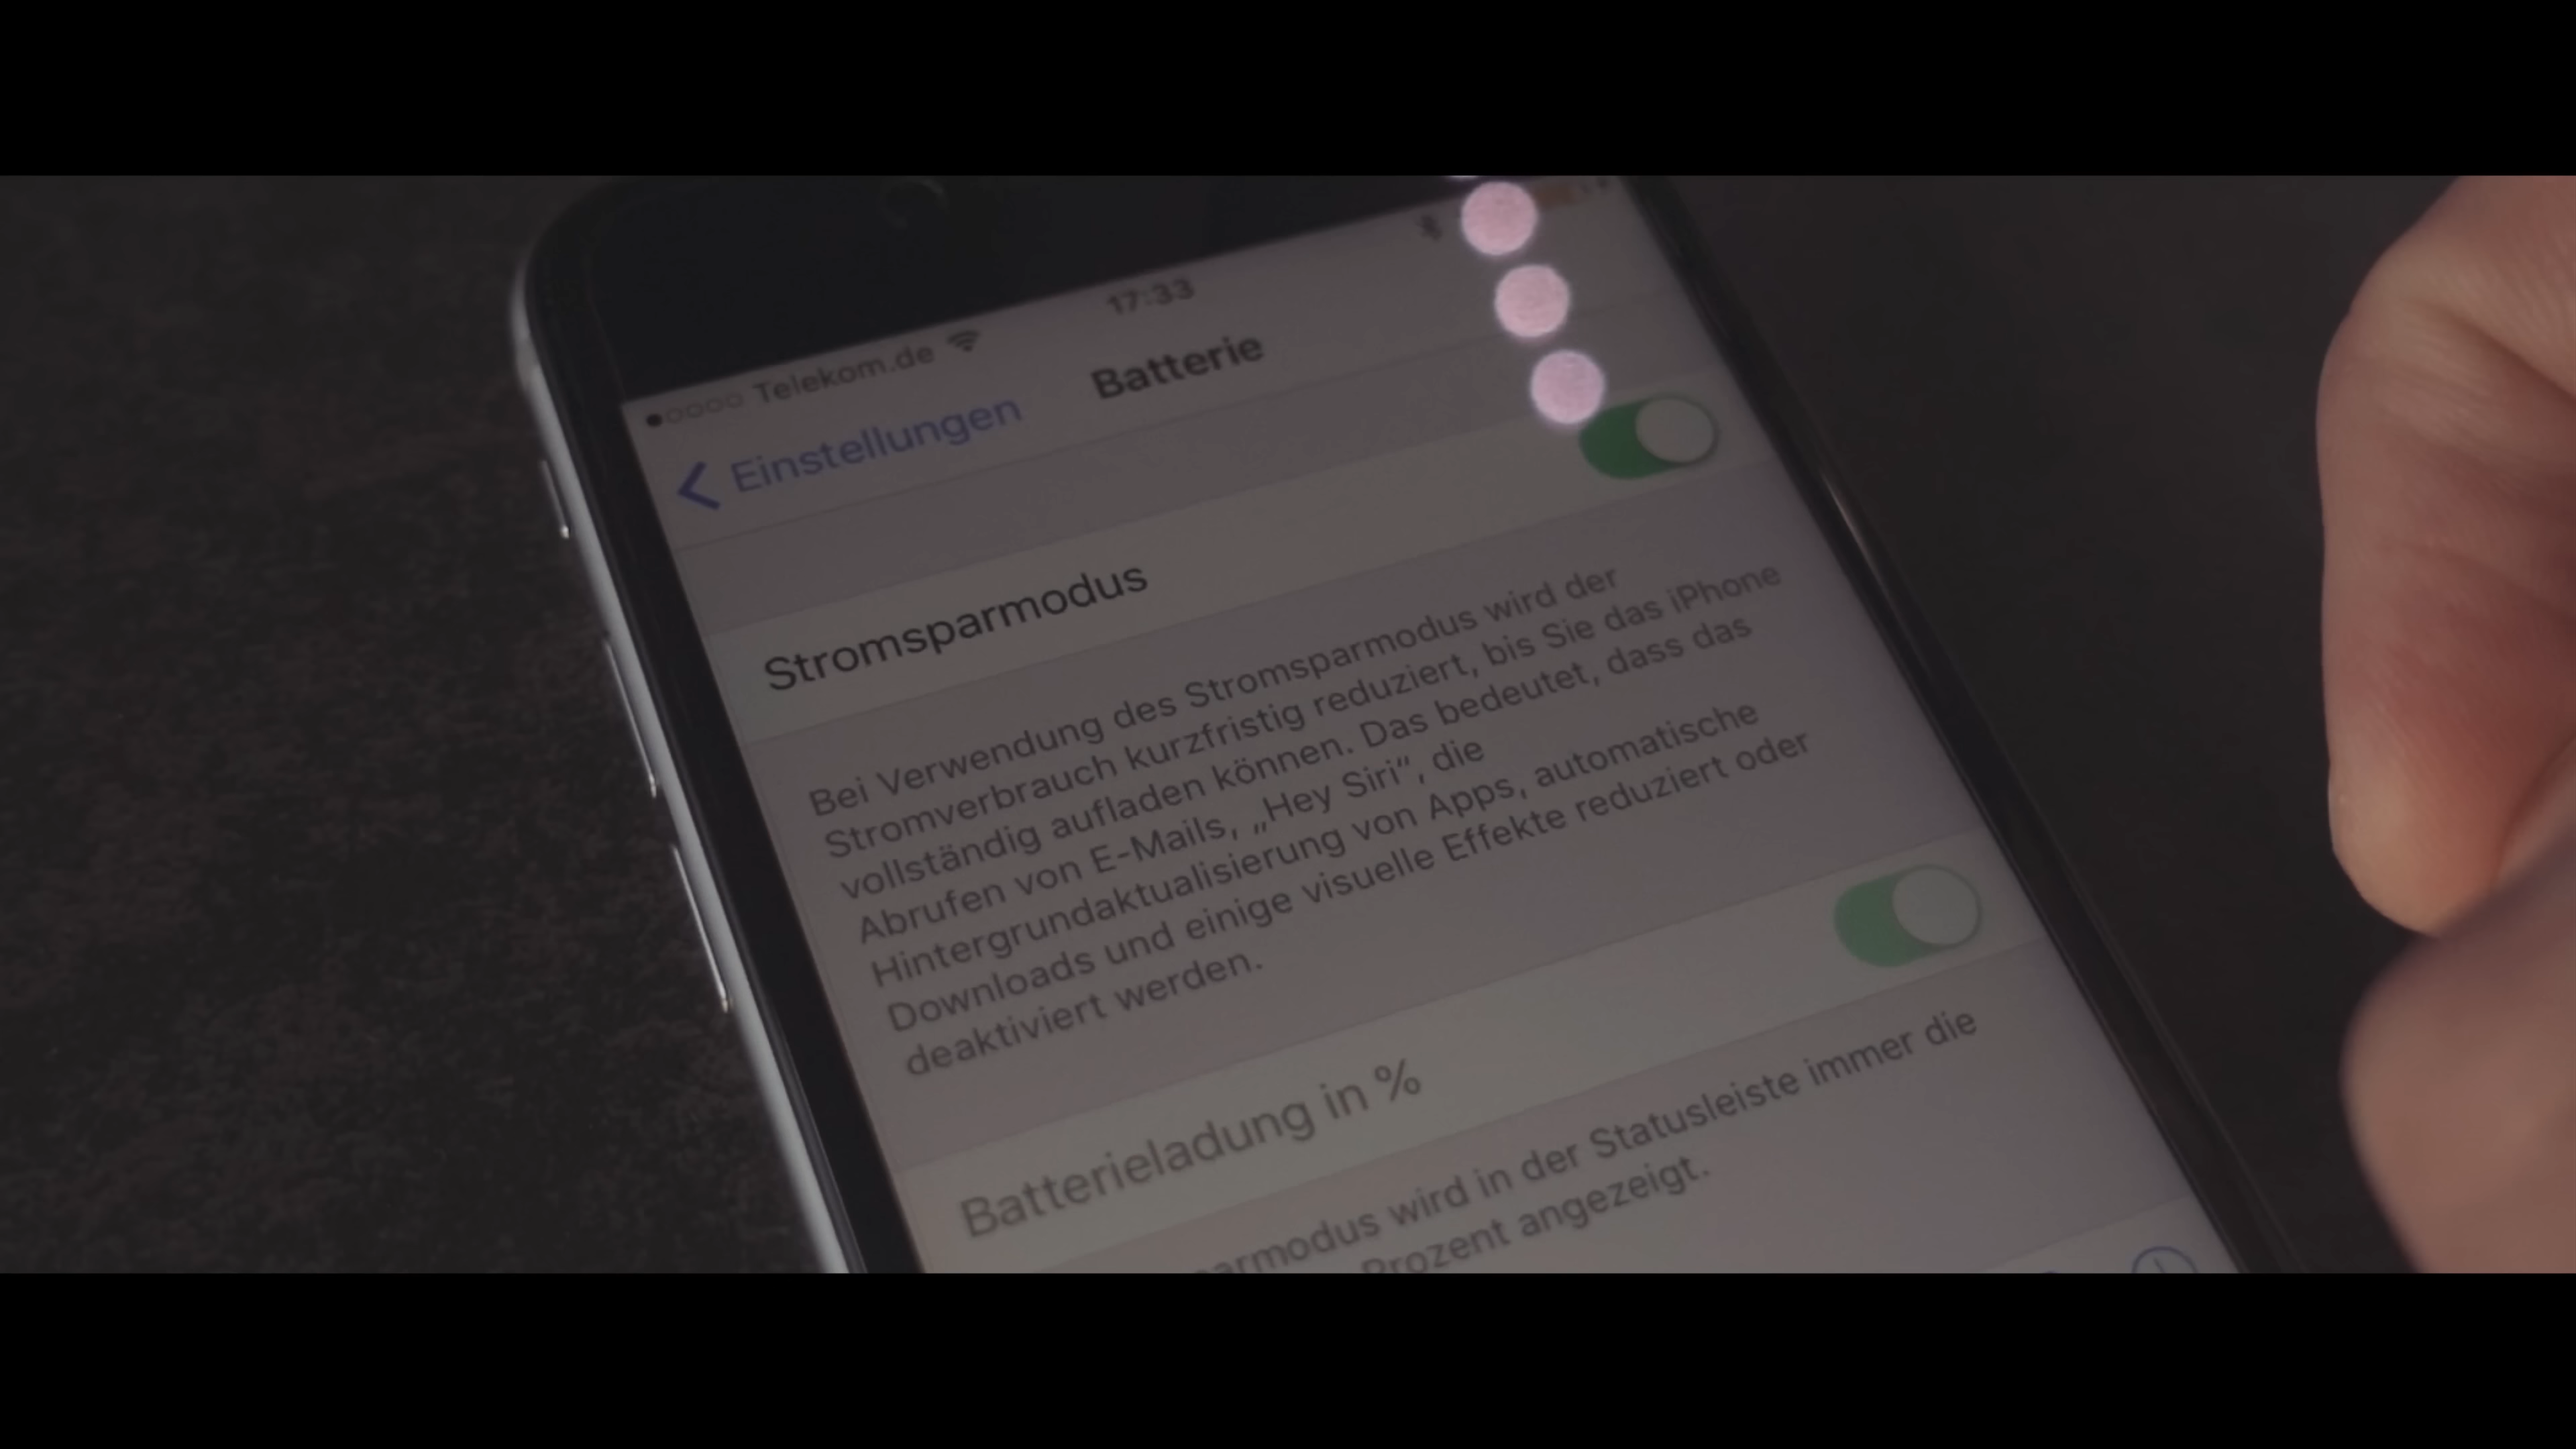 Telekom.de
17:33
Einstellungen
Batterie
Stromsparmodus
Bei Verwendung des Stromsparmodus wird der
Stromverbrauch kurzfristig reduziert, bis Sie das iPhone
vollständig aufladen können. Das bedeutet, dass das
Abrufen von E-Mails, „Hey Siri“, die
Hintergrundaktualisierung von Apps, automatische
Downloads und einige visuelle Effekte reduziert oder
deaktiviert werden.
Batterieladung in %
wird in der Statusleiste immer die
Prozent angezeigt.